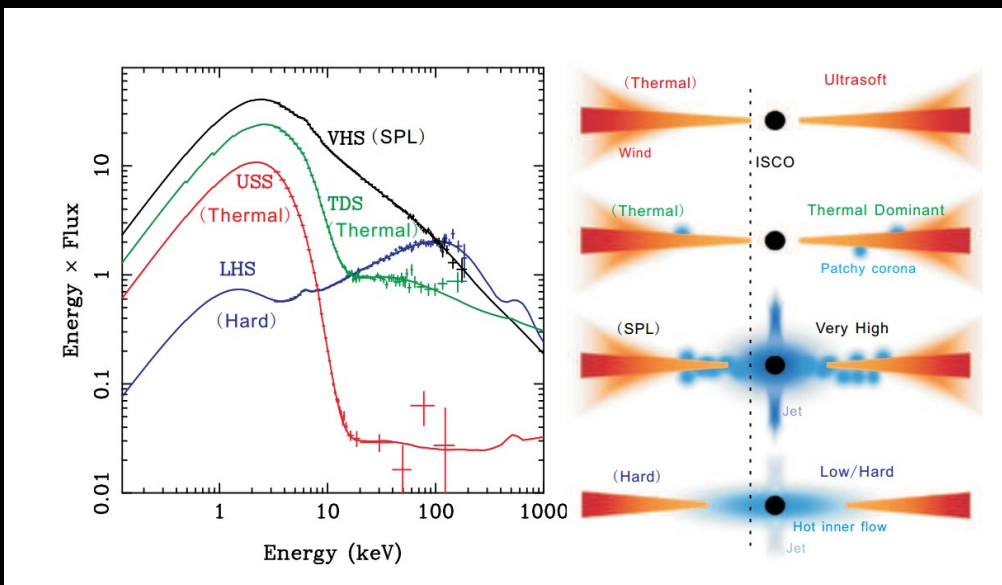 Energy × Flux
10
1
0.1
0.01
VHS (SPL)
USS
(Thermal)
TDS
(Thermal)
LHS
(Hard)
1
10
100
1000
Energy (keV)
(Thermal)
Ultrasoft
Wind
ISCO
(Thermal)
Thermal Dominant
Patchy corona
(SPL)
Very High
Jet
(Hard)
Low/Hard
Hot inner flow
Jet